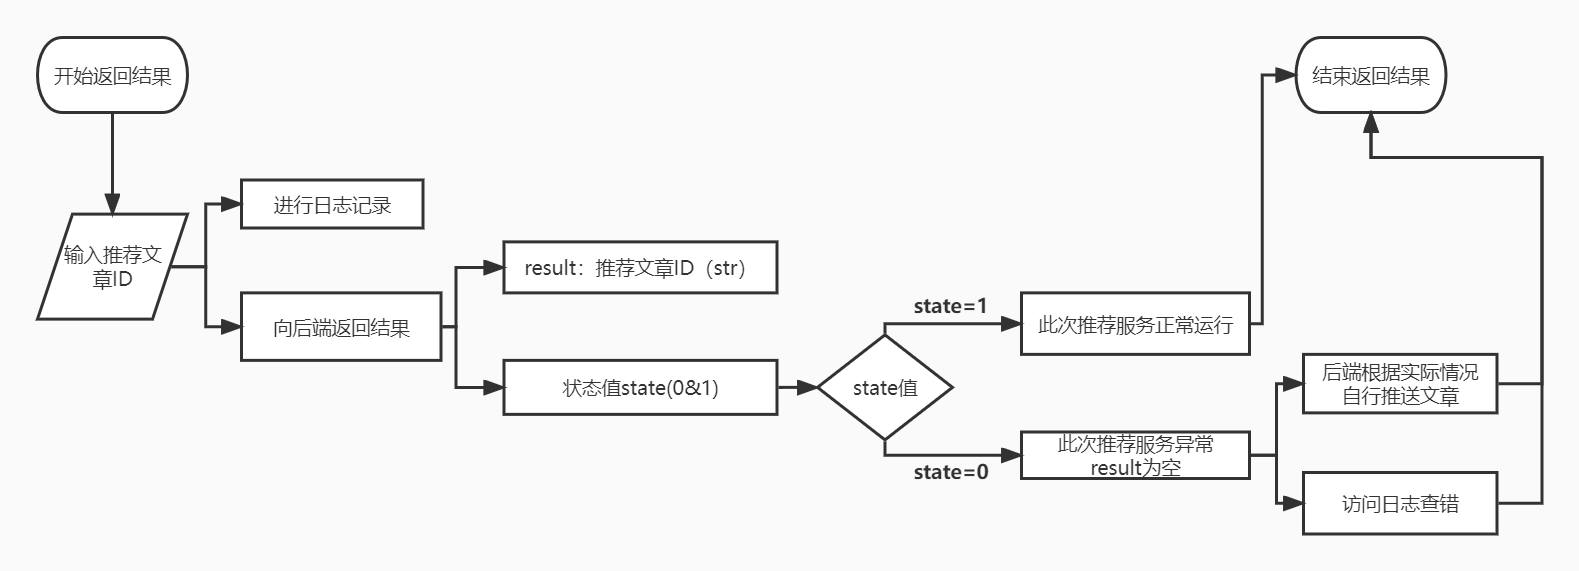 开始返回结果
结束返回结果
进行日志记录
输入推荐文
章ID
result：推荐文章ID（str）
向后端返回结果
state=1
此次推荐服务正常运行
状态值state(0&1)
state值
后端根据实际情况
自行推送文章
此次推荐服务异常
result为空
state=0
访问日志查错